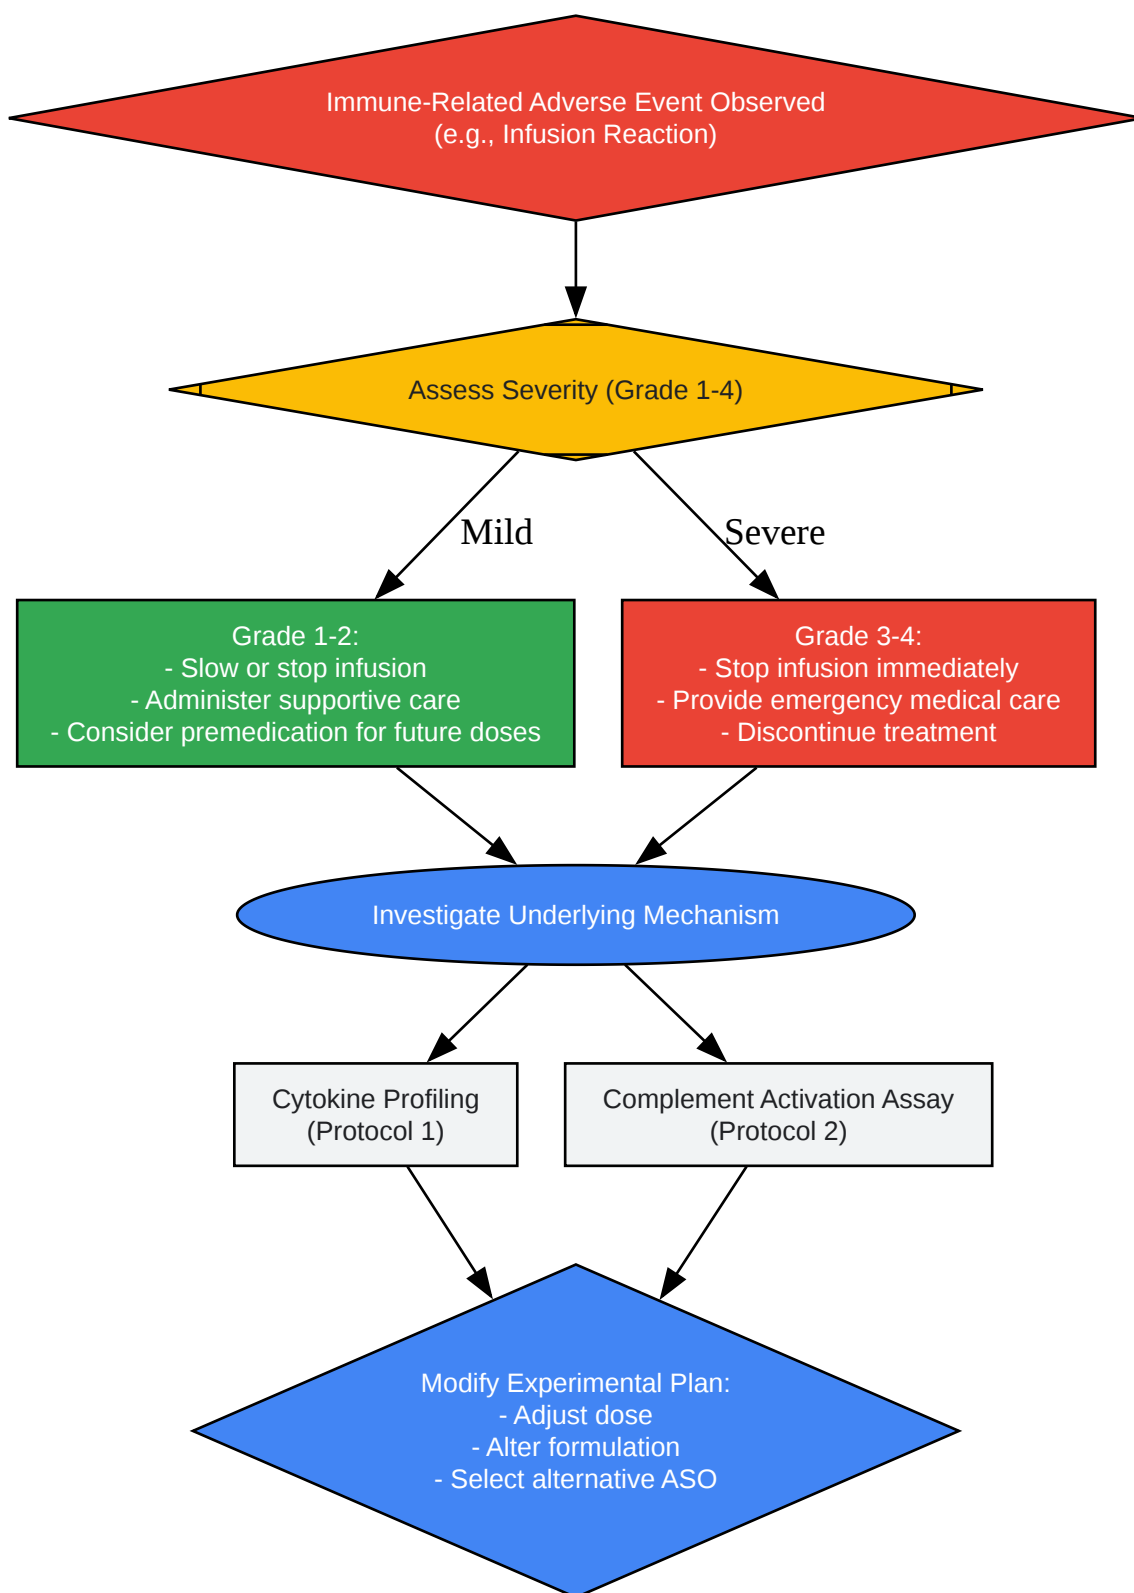 Immune-Related Adverse Event Observed
(e.g., Infusion Reaction)
Assess Severity (Grade 1-4)
Mild
Severe
Grade 1-2:
- Slow or stop infusion
- Administer supportive care
- Consider premedication for future doses
Grade 3-4:
- Stop infusion immediately
- Provide emergency medical care
- Discontinue treatment
Investigate Underlying Mechanism
Cytokine Profiling
(Protocol 1)
Complement Activation Assay
(Protocol 2)
Modify Experimental Plan:
- Adjust dose
- Alter formulation
- Select alternative ASO